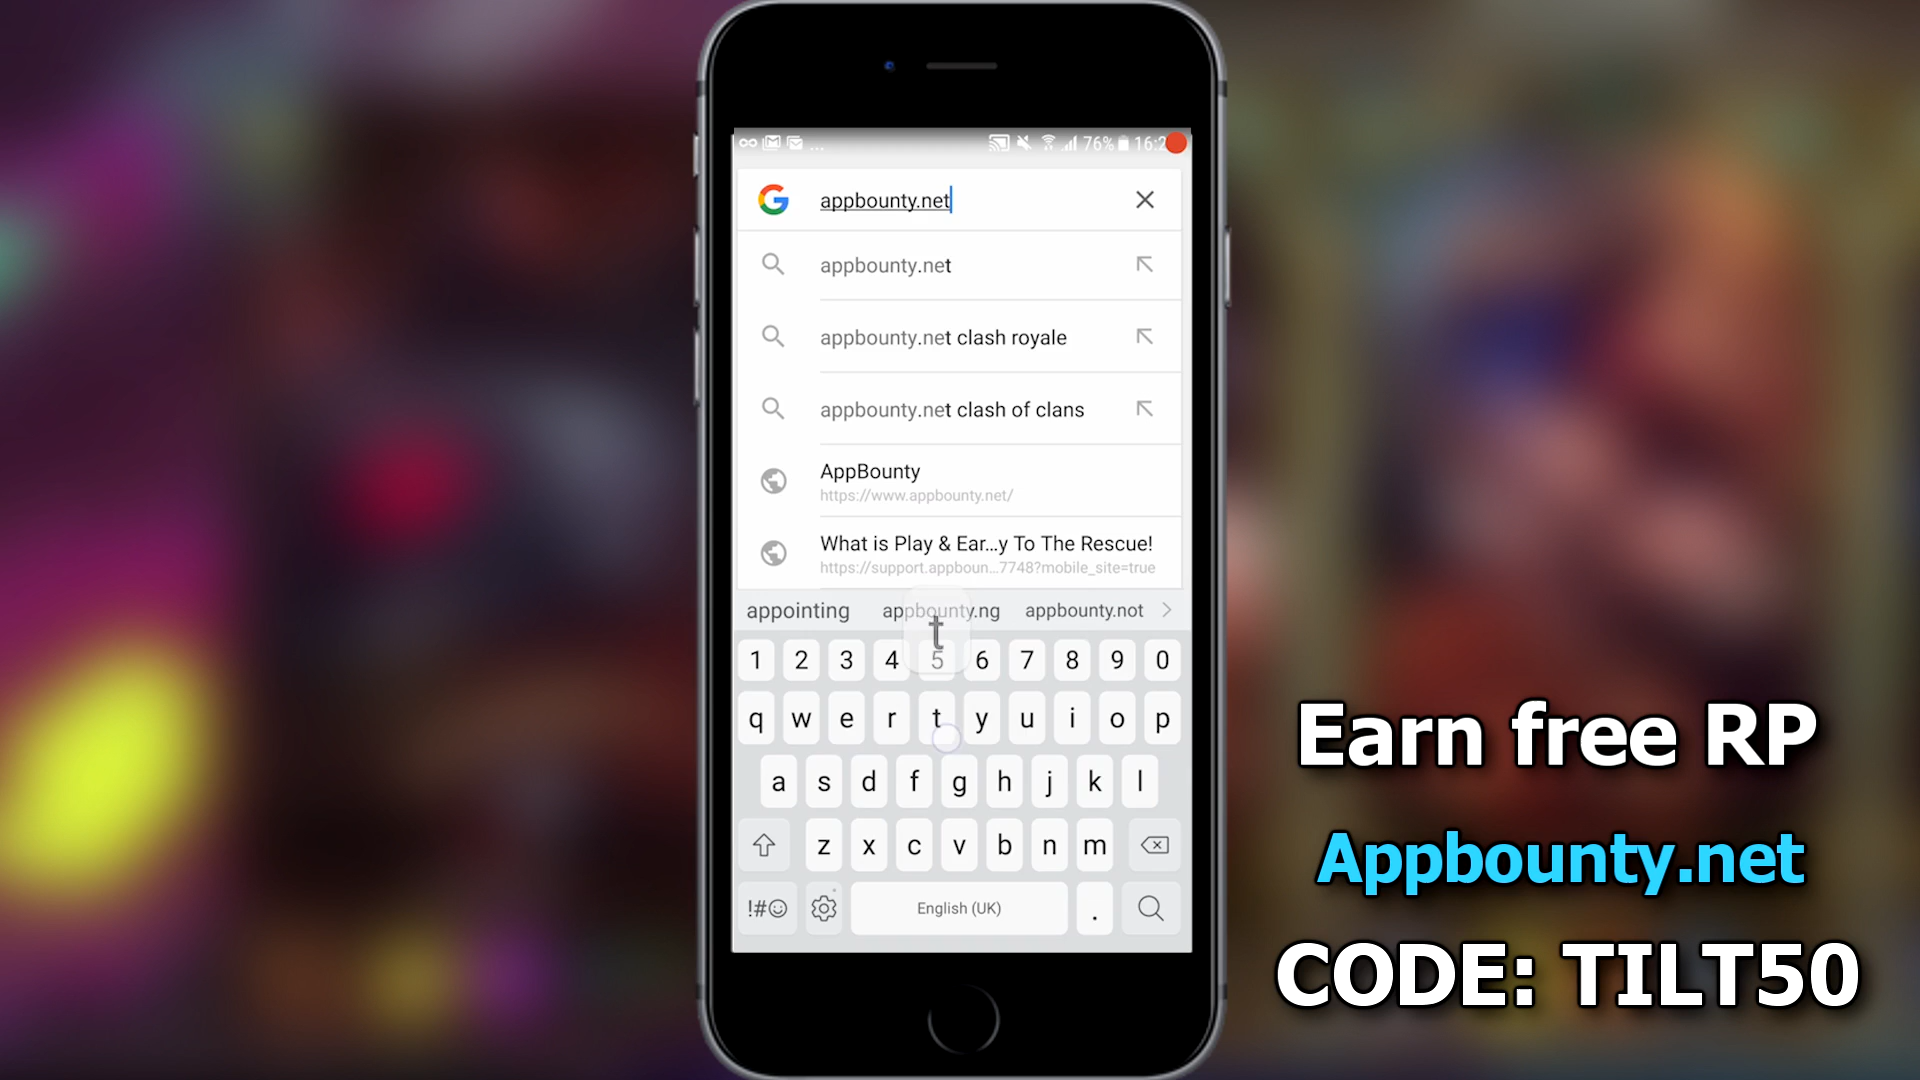 ... 76% 16:2
appbounty.net
appbounty.net
appbounty.net clash royale
appbounty.net clash of clans
AppBounty
https://www.appbounty.net/
What is Play & Ear...y To The Rescue!
https://support.appboun...7748?mobile_site=true
appointing appbounty.ng appbounty.not
t
1 2 3 4 5 6 7 8 9 0
q w e r t y u i o p
a s d f g h j k l
z x c v b n m
!#☺ English (UK) .
Earn free RP
Appbounty.net
CODE: TILT50